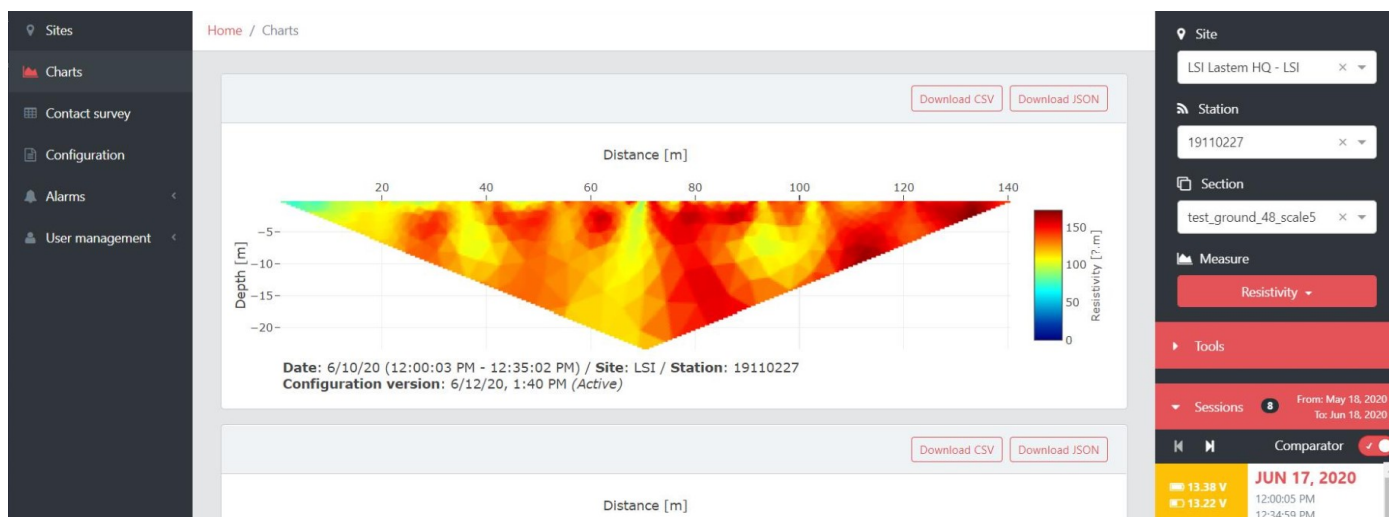 Sites
Charts
Contact survey
Configuration
Alarms
User management
Home / Charts
Download CSV
Download JSON
Distance [m]
20 40 60 80 100 120 140
Depth [m]
−5
−10
−15
−20
150
100
50
0
Resistivity [?.m]
Date: 6/10/20 (12:00:03 PM - 12:35:02 PM) / Site: LSI / Station: 19110227
Configuration version: 6/12/20, 1:40 PM (Active)
Download CSV
Download JSON
Distance [m]
Site
LSI Lastem HQ - LSI
Station
19110227
Section
test_ground_48_scale5
Measure
Resistivity
Tools
Sessions 8 From: May 18, 2020
To: Jun 18, 2020
Comparator
13.38 V
13.22 V
JUN 17, 2020
12:00:05 PM
12:34:59 PM